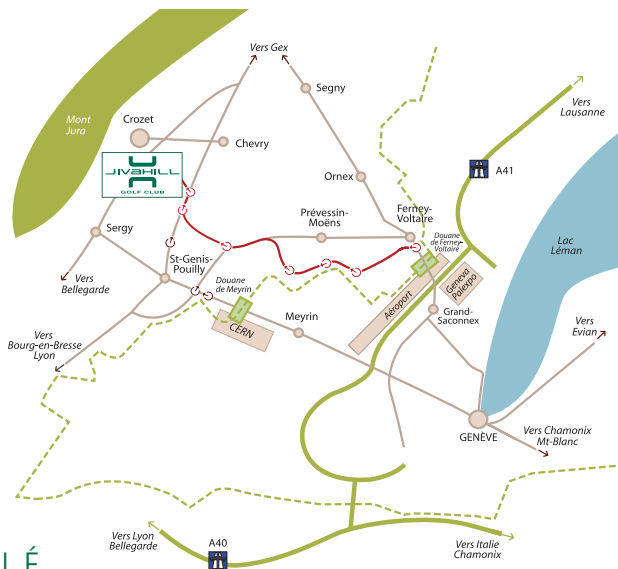 Vers Gex
Segny
Mont
Jura
Crozet
Chevry
Vers
Lausanne
A41
JIVAHILL
GOLF CLUB
Ornex
Prévessin-
Moëns
Ferney-
Voltaire
Douane
de Ferney-
Voltaire
Sergy
St-Genis-
Pouilly
Lac
Léman
Vers
Bellegarde
Douane
de Meyrin
Geneva
Palexpo
Aéroport
Grand-
Saconnex
Meyrin
CERN
Vers
Bourg-en-Bresse
Lyon
Vers
Evian
GENÈVE
Vers Chamonix
Mt-Blanc
Vers Lyon
Bellegarde
A40
Vers Italie
Chamonix
L É